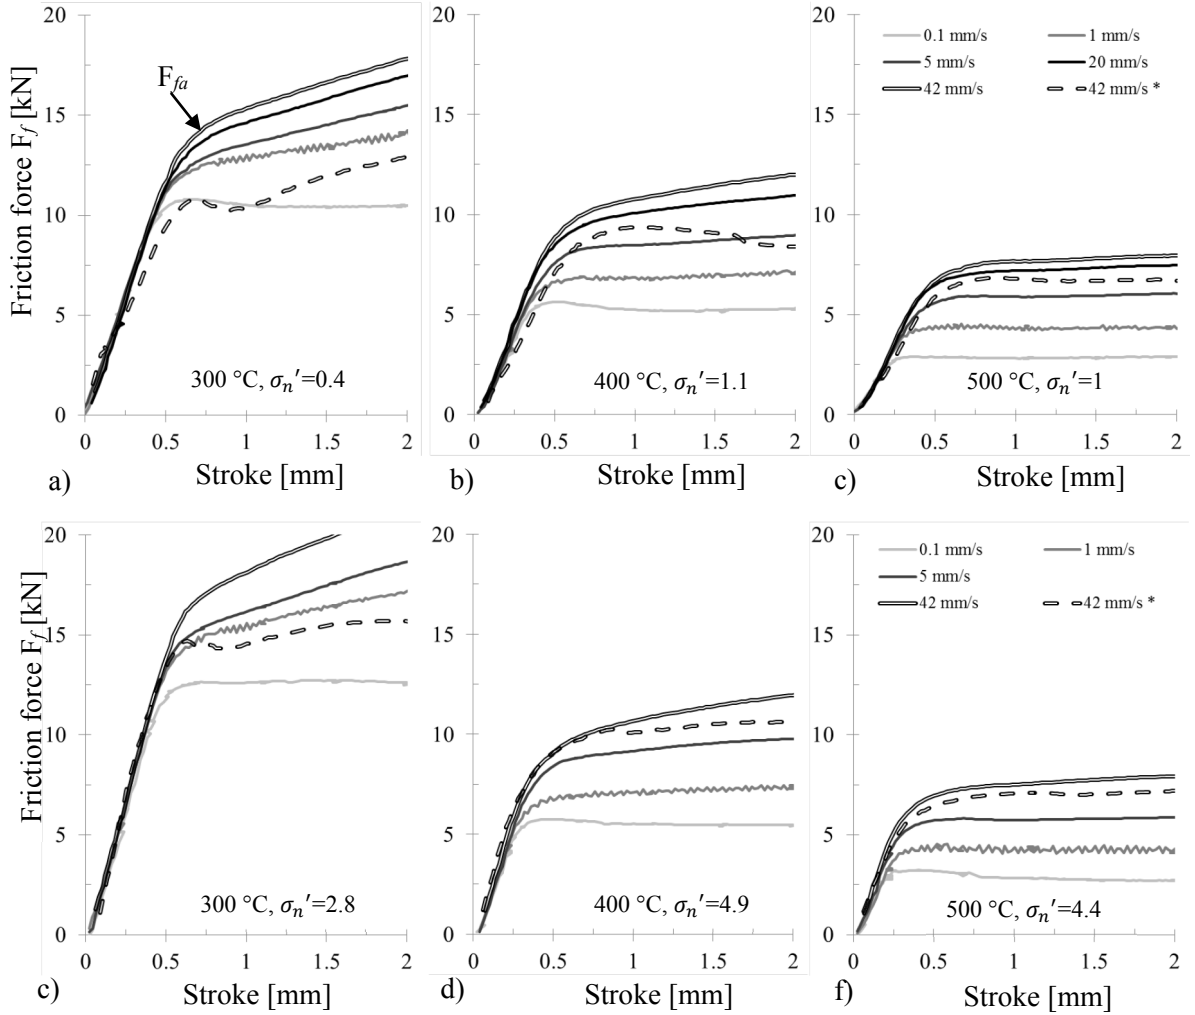 Friction force Ff [kN]
20
15
10
5
0
Ffa
300 °C, σn′=0.4
0 0.5 1 1.5 2
Stroke [mm]
a)
20
15
10
5
0
400 °C, σn′=1.1
0 0.5 1 1.5 2
Stroke [mm]
b)
20
15
10
5
0
0.1 mm/s 1 mm/s
5 mm/s 20 mm/s
42 mm/s 42 mm/s *
500 °C, σn′=1
0 0.5 1 1.5 2
Stroke [mm]
c)
Friction force Ff [kN]
20
15
10
5
0
300 °C, σn′=2.8
0 0.5 1 1.5 2
Stroke [mm]
c)
20
15
10
5
0
400 °C, σn′=4.9
0 0.5 1 1.5 2
Stroke [mm]
d)
20
15
10
5
0
0.1 mm/s 1 mm/s
5 mm/s
42 mm/s 42 mm/s *
500 °C, σn′=4.4
0 0.5 1 1.5 2
Stroke [mm]
f)